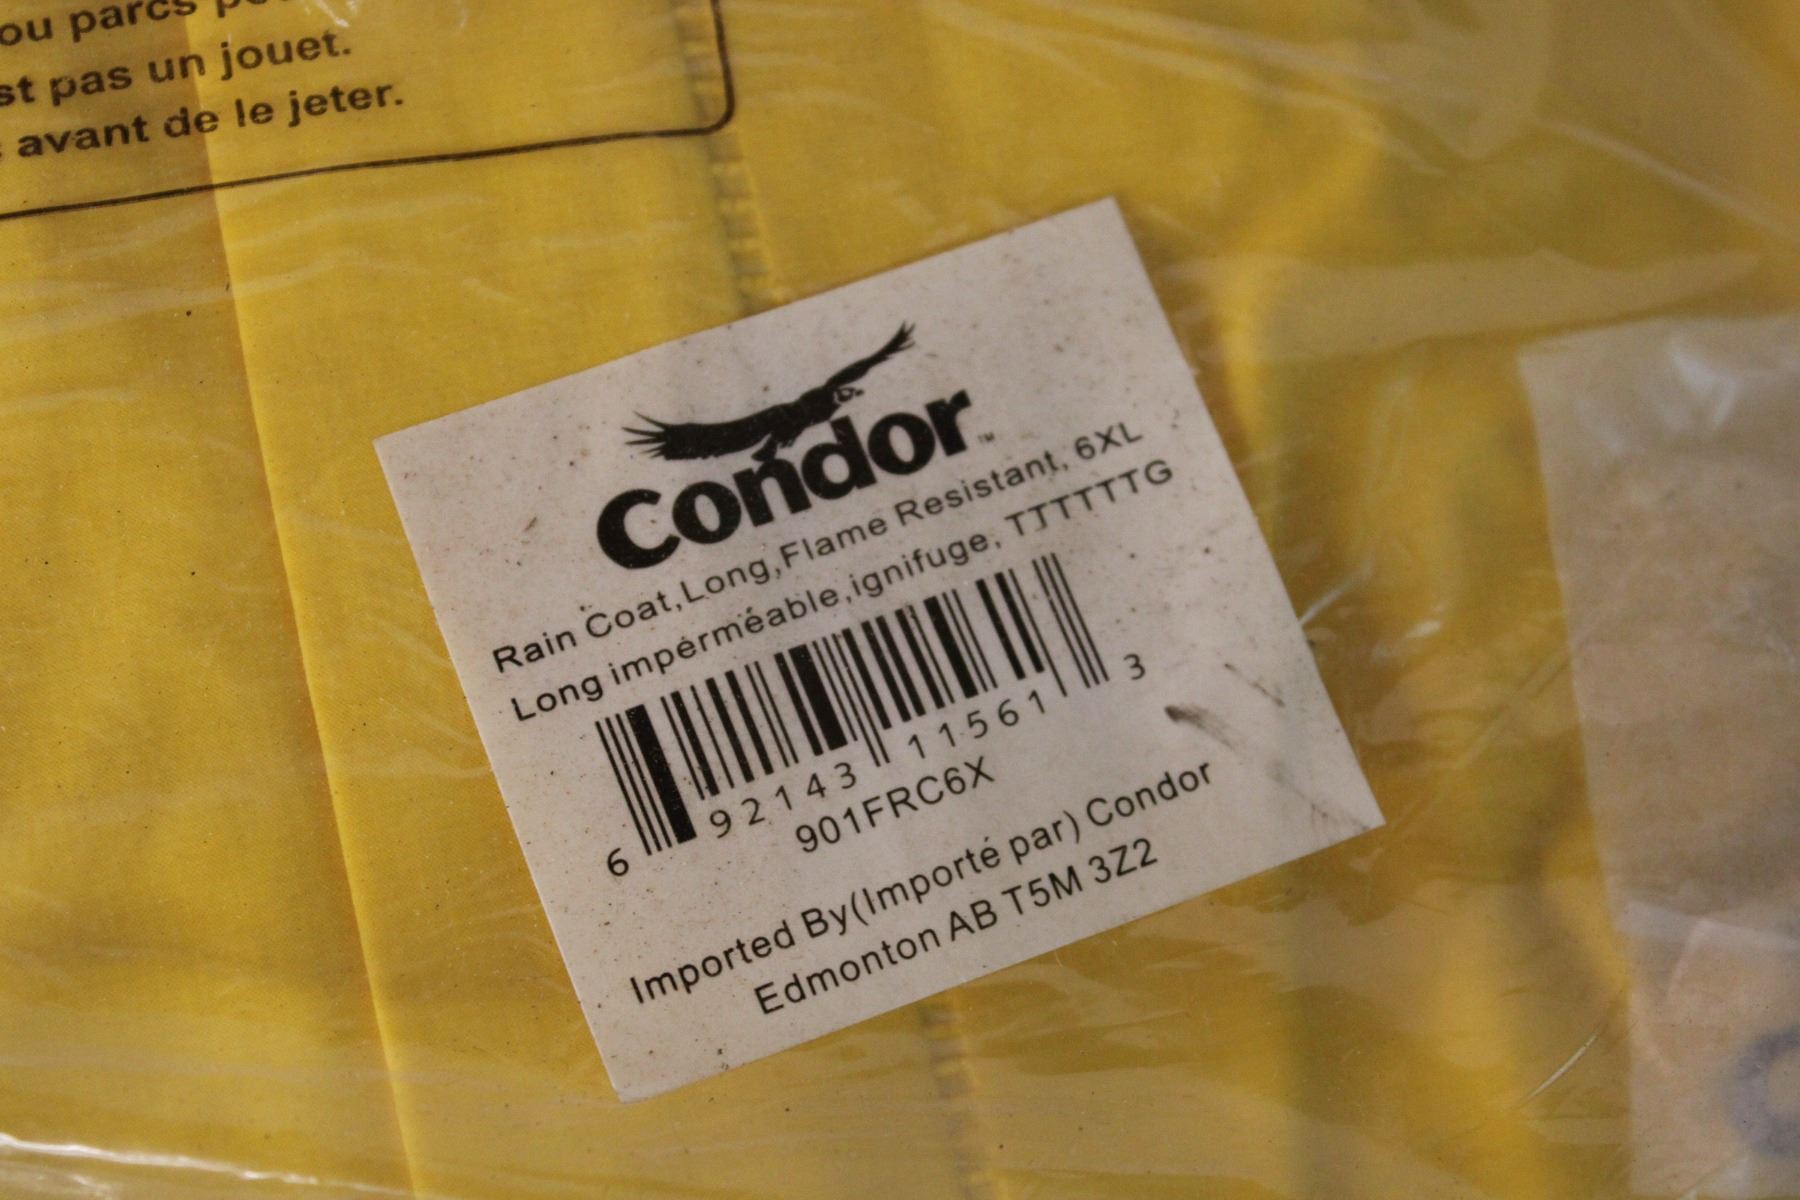 ou parcs
st pas un jouet.
avant de le jeter.
Condor™
Rain Coat,Long,Flame Resistant, 6XL
Long imperméable,ignifuge, TTTTTTG
6 92143 11561 3
901FRC6X
Imported By(Importé par) Condor
Edmonton AB T5M 3Z2